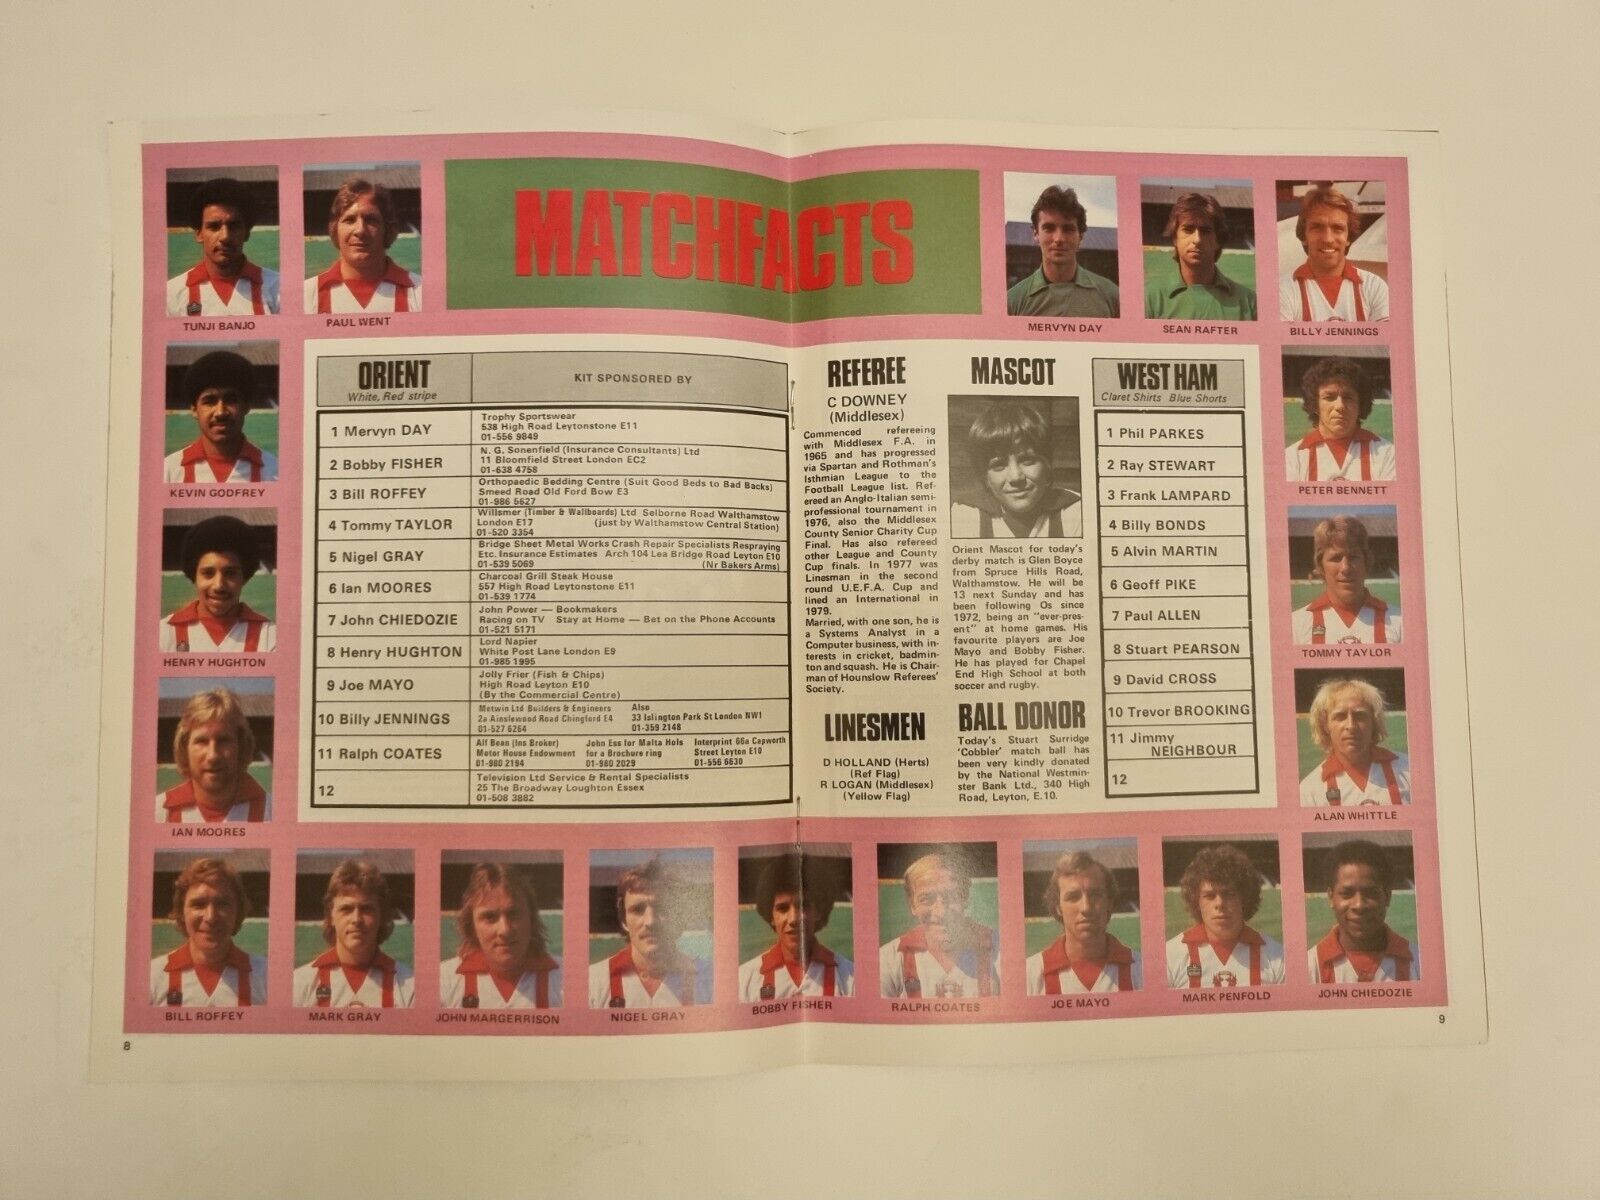 MATCHFACTS
TUNJI BANJO
PAUL WENT
MERVYN DAY
SEAN RAFTER
BILLY JENNINGS
KEVIN GODFREY
HENRY HUGHTON
IAN MOORES
ORIENT
White, Red stripe
KIT SPONSORED BY
1 Mervyn DAY
Trophy Sportswear
538 High Road Leytonstone E11
01-556 9849
2 Bobby FISHER
N. G. Sonenfield (Insurance Consultants) Ltd
11 Bloomfield Street London EC2
01-638 4758
3 Bill ROFFEY
Orthopaedic Bedding Centre (Suit Good Beds to Bad Backs)
Smeed Road Old Ford Bow E3
01-986 5627
4 Tommy TAYLOR
Willsmer (Timber & Wallboards) Ltd Selborne Road Walthamstow
London E17 (just by Walthamstow Central Station)
01-520 3354
5 Nigel GRAY
Bridge Sheet Metal Works Crash Repair Specialists Respraying
Etc. Insurance Estimates Arch 104 Lea Bridge Road Leyton E10
01-539 5069 (Nr Bakers Arms)
6 Ian MOORES
Charcoal Grill Steak House
557 High Road Leytonstone E11
01-539 1774
7 John CHIEDOZIE
John Power — Bookmakers
Racing on TV Stay at Home — Bet on the Phone Accounts
01-521 5171
8 Henry HUGHTON
Lord Napier
White Post Lane London E9
01-985 1995
9 Joe MAYO
Jolly Frier (Fish & Chips)
High Road Leyton E10
(By the Commercial Centre)
10 Billy JENNINGS
Metwin Ltd Builders & Engineers Also
2a Ainslewood Road Chingford E4 33 Islington Park St London NW1
01-527 6264 01-359 2148
11 Ralph COATES
Alf Bean (Ins Broker) John Ess for Malta Hols Interprint 66a Capworth
Motor House Endowment for a Brochure ring Street Leyton E10
01-980 2194 01-980 2029 01-556 6630
12
Television Ltd Service & Rental Specialists
25 The Broadway Loughton Essex
01-508 3882
REFEREE
C DOWNEY
(Middlesex)
Commenced refereeing
with Middlesex F.A. in
1965 and has progressed
via Spartan and Rothman's
Isthmian League to the
Football League list. Ref-
ereed an Anglo-Italian semi-
professional tournament in
1976, also the Middlesex
County Senior Charity Cup
Final. Has also refereed
other League and County
Cup finals. In 1977 was
Linesman in the second
round U.E.F.A. Cup and
lined an International in
1979.
Married, with one son, he is
a Systems Analyst in a
Computer business, with in-
terests in cricket, badmin-
ton and squash. He is Chair-
man of Hounslow Referees'
Society.
LINESMEN
D HOLLAND (Herts)
(Ref Flag)
R LOGAN (Middlesex)
(Yellow Flag)
MASCOT
Orient Mascot for today's
derby match is Glen Boyce
from Spruce Hills Road,
Walthamstow. He will be
13 next Sunday and has
been following Os since
1972, being an "ever-pres-
ent" at home games. His
favourite players are Joe
Mayo and Bobby Fisher.
He has played for Chapel
End High School at both
soccer and rugby.
BALL DONOR
Today's Stuart Surridge
'Cobbler' match ball has
been very kindly donated
by the National Westmin-
ster Bank Ltd., 340 High
Road, Leyton, E.10.
WEST HAM
Claret Shirts Blue Shorts
1 Phil PARKES
2 Ray STEWART
3 Frank LAMPARD
4 Billy BONDS
5 Alvin MARTIN
6 Geoff PIKE
7 Paul ALLEN
8 Stuart PEARSON
9 David CROSS
10 Trevor BROOKING
11 Jimmy
NEIGHBOUR
12
PETER BENNETT
TOMMY TAYLOR
ALAN WHITTLE
BILL ROFFEY
MARK GRAY
JOHN MARGERRISON
NIGEL GRAY
BOBBY FISHER
RALPH COATES
JOE MAYO
MARK PENFOLD
JOHN CHIEDOZIE
8
9